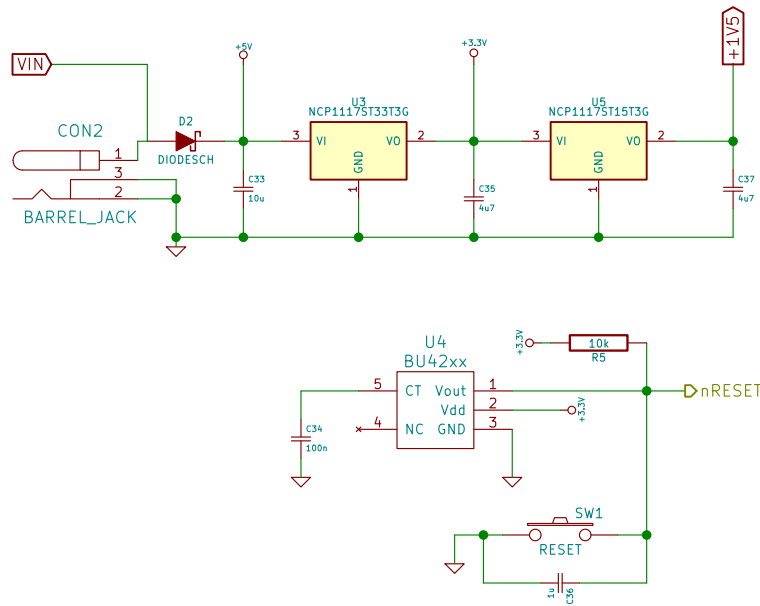 +5V
+3.3V
+1V5
VIN
D2
DIODESCH
CON2
1
3
2
BARREL_JACK
C33
10u
U3
NCP1117ST33T3G
3
VI
VO
2
GND
1
C35
4u7
U5
NCP1117ST15T3G
3
VI
VO
2
GND
1
C37
4u7
+3.3V
10k
R5
U4
BU42xx
5
CT
Vout
1
nRESET
Vdd
2
+3.3V
4
NC
GND
3
C34
100n
SW1
RESET
1u
C36